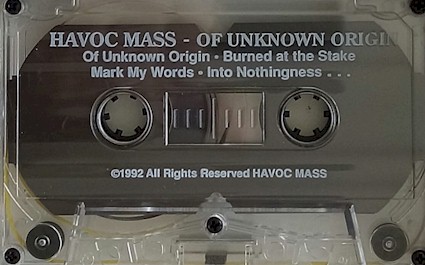 HAVOC MASS - OF UNKNOWN ORIGIN
Of Unknown Origin • Burned at the Stake
Mark My Words • Into Nothingness . . .
©1992 All Rights Reserved HAVOC MASS